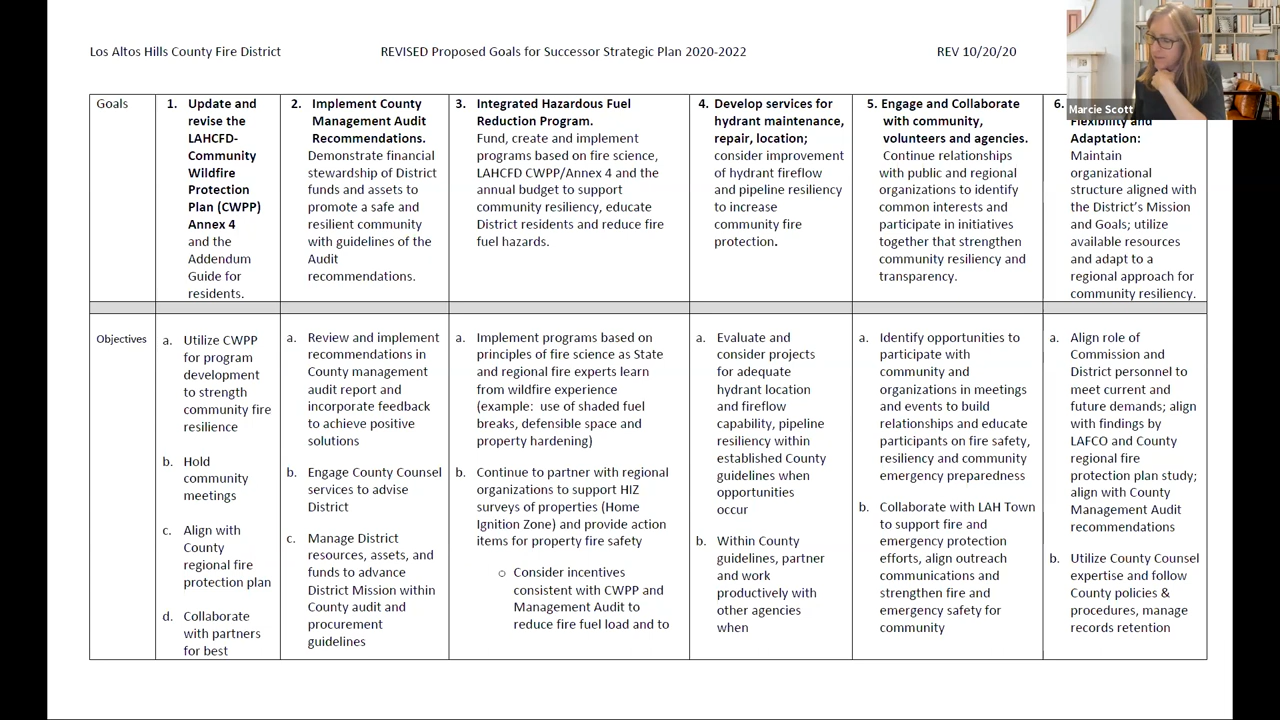 Los Altos Hills County Fire District
REVISED Proposed Goals for Successor Strategic Plan 2020-2022
REV 10/20/20
Marcie Scott
Goals
1. Update and
revise the
LAHCFD-
Community
Wildfire
Protection
Plan (CWPP)
Annex 4
and the
Addendum
Guide for
residents.
2. Implement County
Management Audit
Recommendations.
Demonstrate financial
stewardship of District
funds and assets to
promote a safe and
resilient community
with guidelines of the
Audit
recommendations.
3. Integrated Hazardous Fuel
Reduction Program.
Fund, create and implement
programs based on fire science,
LAHCFD CWPP/Annex 4 and the
annual budget to support
community resiliency, educate
District residents and reduce fire
fuel hazards.
4. Develop services for
hydrant maintenance,
repair, location;
consider improvement
of hydrant fireflow
and pipeline resiliency
to increase
community fire
protection.
5. Engage and Collaborate
with community,
volunteers and agencies.
Continue relationships
with public and regional
organizations to identify
common interests and
participate in initiatives
together that strengthen
community resiliency and
transparency.
6.
Flexibility and
Adaptation:
Maintain
organizational
structure aligned with
the District's Mission
and Goals; utilize
available resources
and adapt to a
regional approach for
community resiliency.
Objectives
a. Utilize CWPP
for program
development
to strength
community fire
resilience
b. Hold
community
meetings
c. Align with
County
regional fire
protection plan
d. Collaborate
with partners
for best
a. Review and implement
recommendations in
County management
audit report and
incorporate feedback
to achieve positive
solutions
b. Engage County Counsel
services to advise
District
c. Manage District
resources, assets, and
funds to advance
District Mission within
County audit and
procurement
guidelines
a. Implement programs based on
principles of fire science as State
and regional fire experts learn
from wildfire experience
(example: use of shaded fuel
breaks, defensible space and
property hardening)
b. Continue to partner with regional
organizations to support HIZ
surveys of properties (Home
Ignition Zone) and provide action
items for property fire safety
o Consider incentives
consistent with CWPP and
Management Audit to
reduce fire fuel load and to
a. Evaluate and
consider projects
for adequate
hydrant location
and fireflow
capability, pipeline
resiliency within
established County
guidelines when
opportunities
occur
b. Within County
guidelines, partner
and work
productively with
other agencies
when
a. Identify opportunities to
participate with
community and
organizations in meetings
and events to build
relationships and educate
participants on fire safety,
resiliency and community
emergency preparedness
b. Collaborate with LAH Town
to support fire and
emergency protection
efforts, align outreach
communications and
strengthen fire and
emergency safety for
community
a. Align role of
Commission and
District personnel to
meet current and
future demands; align
with findings by
LAFCO and County
regional fire
protection plan study;
align with County
Management Audit
recommendations
b. Utilize County Counsel
expertise and follow
County policies &
procedures, manage
records retention